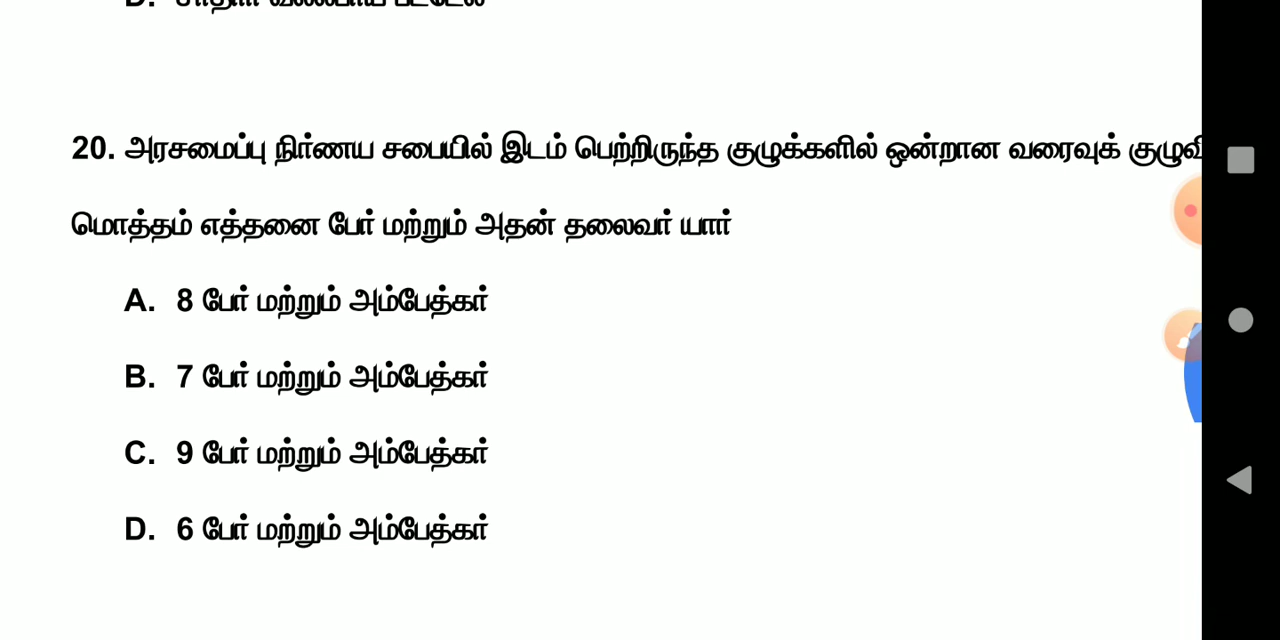 20. அரசமைப்பு நிர்ணய சபையில் இடம் பெற்றிருந்த குழுக்களில் ஒன்றான வரைவுக்
மொத்தம் எத்தனை பேர் மற்றும் அதன் தலைவர் யார்
A. 8 பேர் மற்றும் அம்பேத்கர்
B. 7 பேர் மற்றும் அம்பேத்கர்
C. 9 பேர் மற்றும் அம்பேத்கர்
D. 6 பேர் மற்றும் அம்பேத்கர்